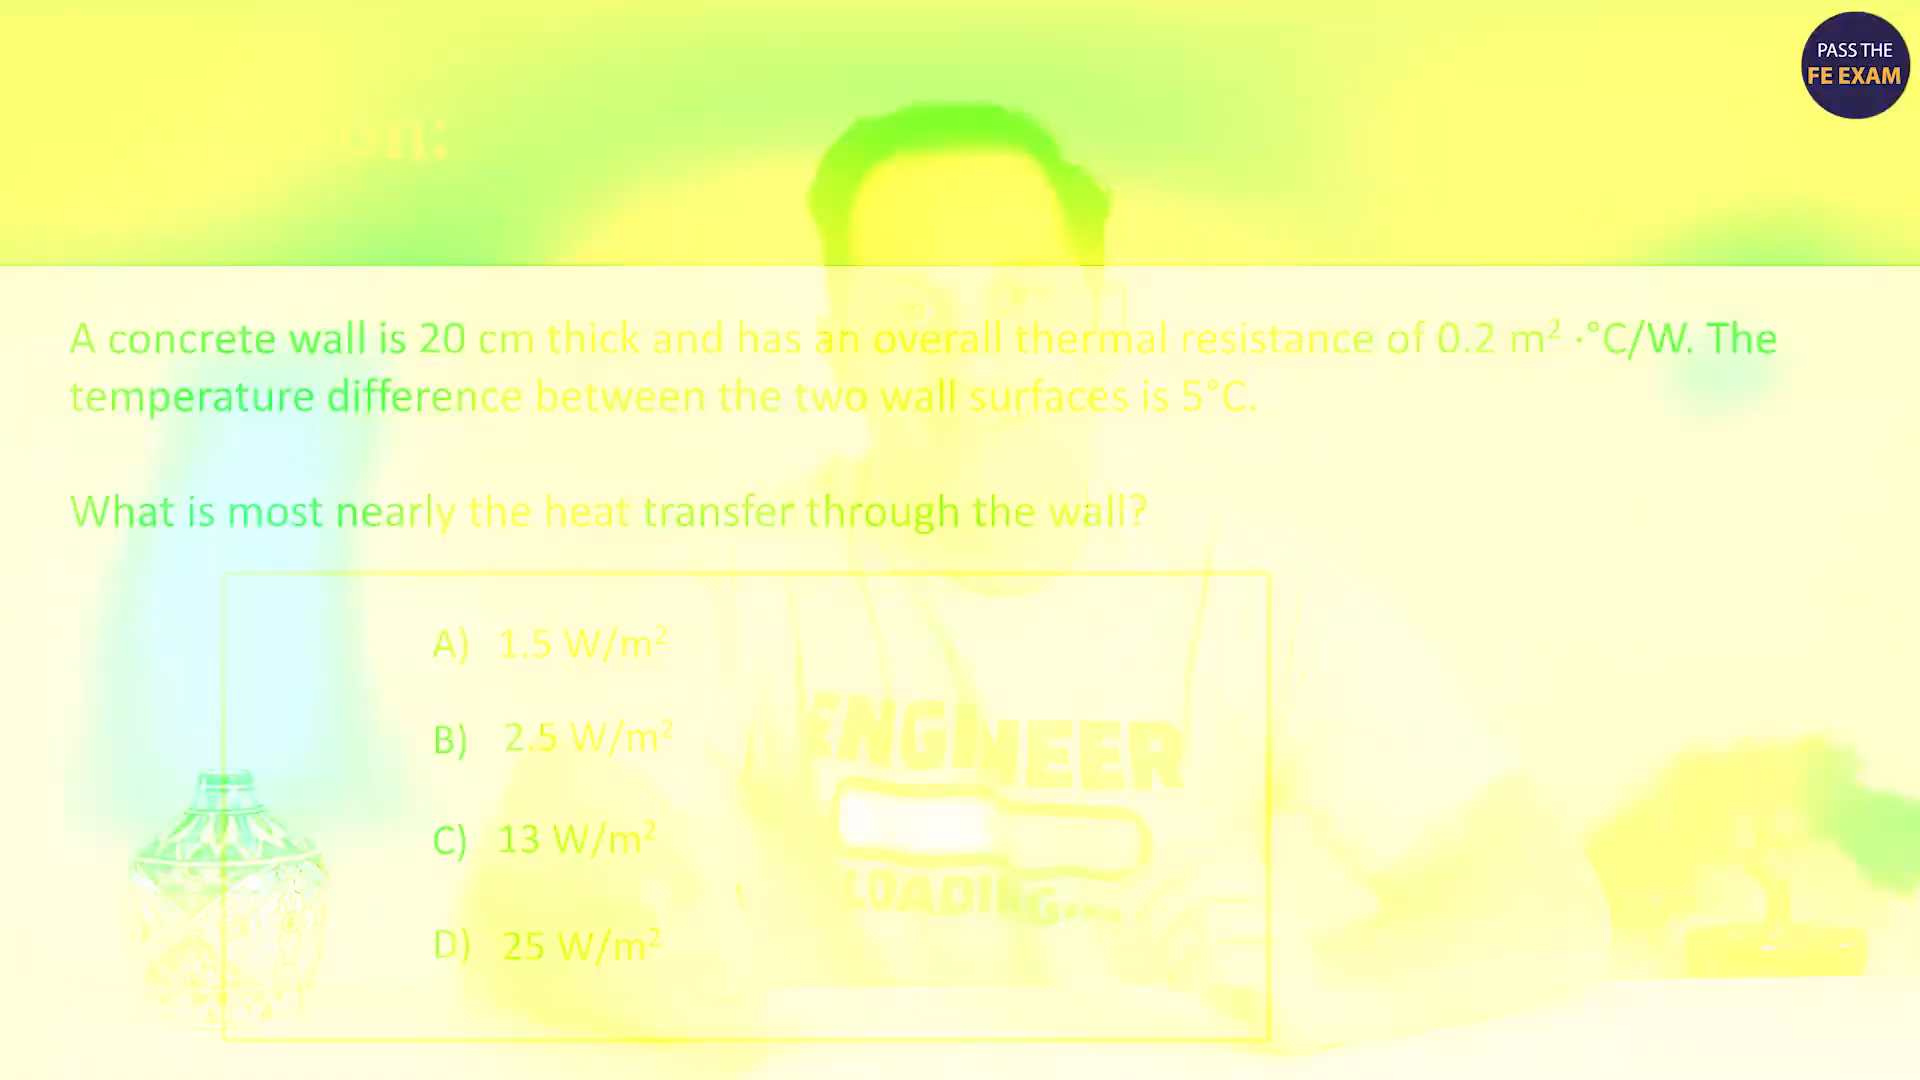 PASS THE
FE EXAM
A concrete wall is 20 cm thick and has an overall thermal resistance of 0.2 m² ·°C/W. The
temperature difference between the two wall surfaces is 5°C.
What is most nearly the heat transfer through the wall?
A) 1.5 W/m²
B) 2.5 W/m²
C) 13 W/m²
D) 25 W/m²
ENGINEER
LOADING....